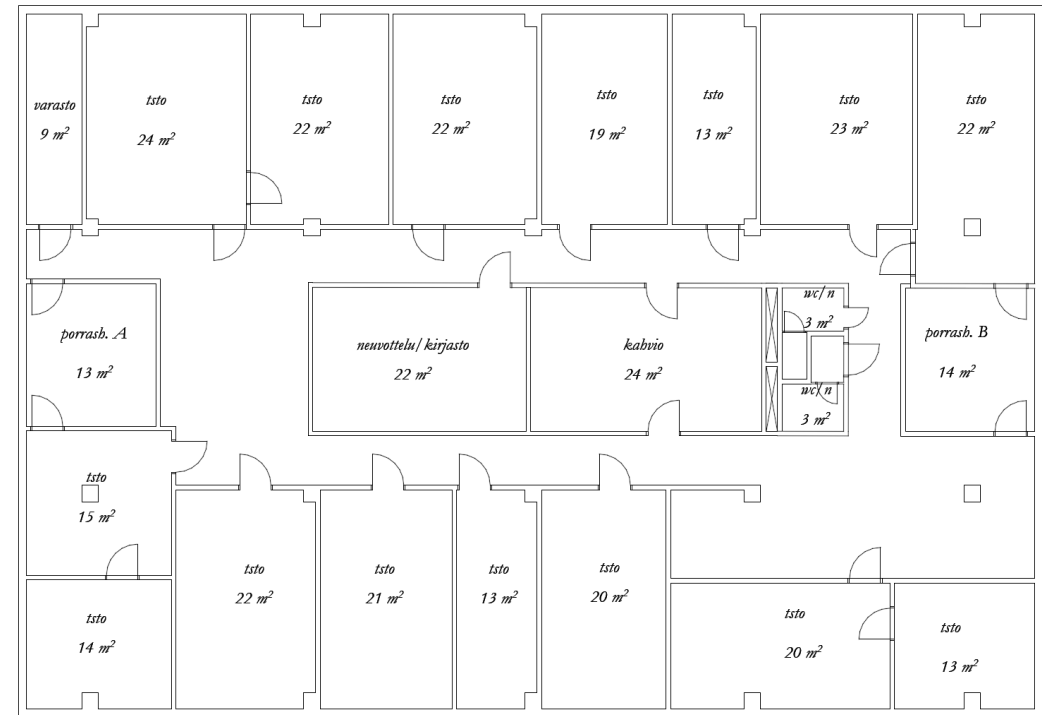 varasto
9 m²
tsto
24 m²
tsto
22 m²
tsto
22 m²
tsto
19 m²
tsto
13 m²
tsto
23 m²
tsto
22 m²
porrash. A
13 m²
neuvottelu/ kirjasto
22 m²
kahvio
24 m²
wc/ n
3 m²
wc/ n
3 m²
porrash. B
14 m²
tsto
15 m²
tsto
14 m²
tsto
22 m²
tsto
21 m²
tsto
13 m²
tsto
20 m²
tsto
20 m²
tsto
13 m²